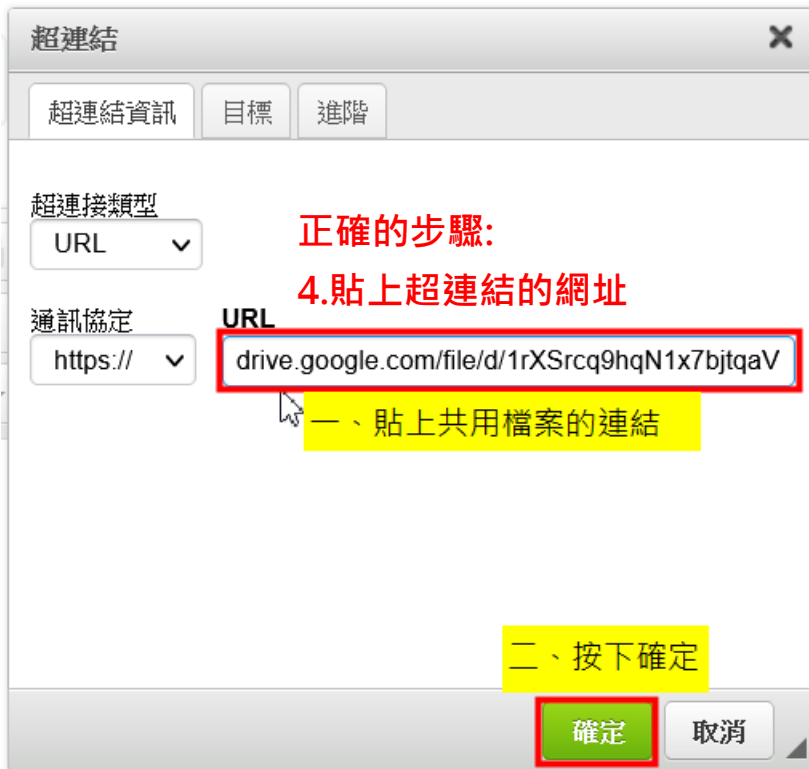 超連結
超連結資訊 目標 進階
超連接類型
URL
正確的步驟:
4.貼上超連結的網址
通訊協定 URL
https:// drive.google.com/file/d/1rXSrcq9hqN1x7bjtqaV
一、貼上共用檔案的連結
二、按下確定
確定 取消